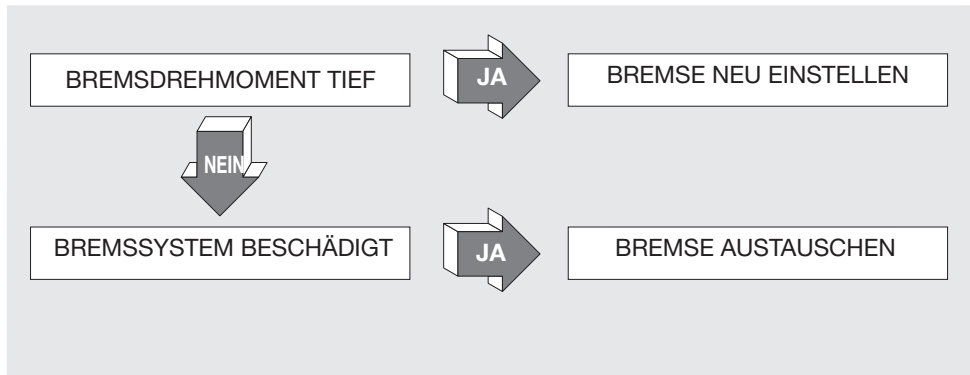 BREMSDREHMOMENT TIEF
JA
BREMSE NEU EINSTELLEN
NEIN
BREMSSYSTEM BESCHÄDIGT
JA
BREMSE AUSTAUSCHEN